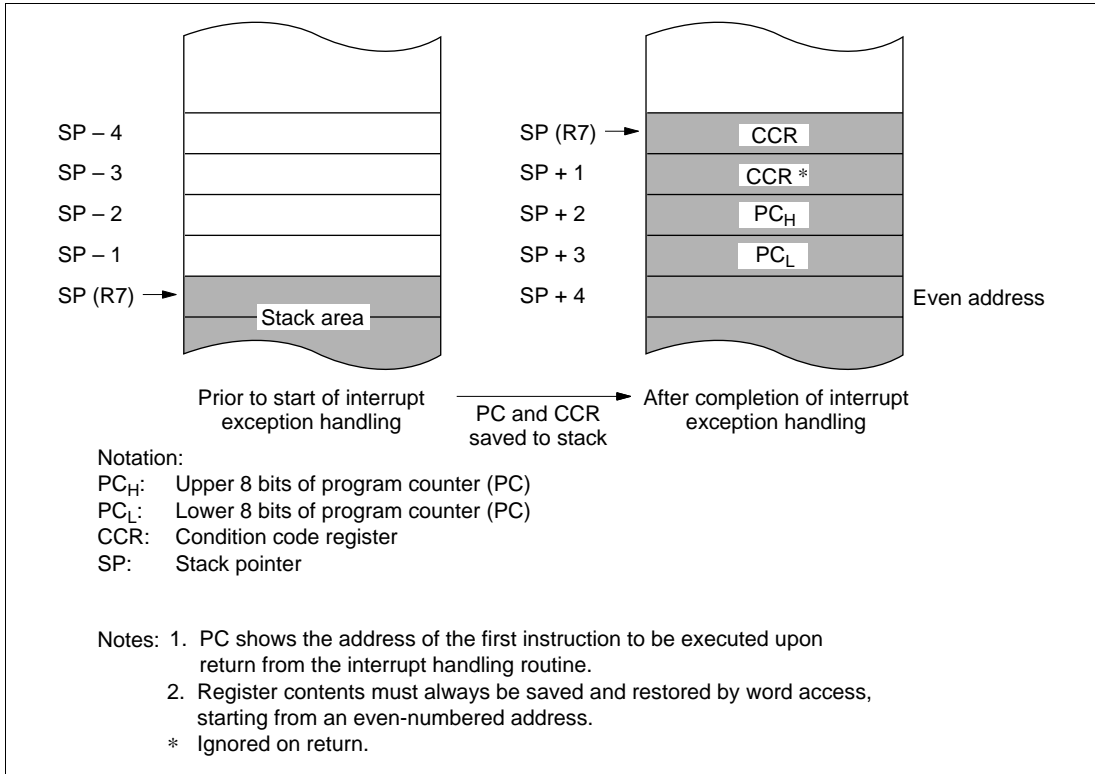 SP – 4
SP – 3
SP – 2
SP – 1
SP (R7)
Stack area
SP (R7)
SP + 1
SP + 2
SP + 3
SP + 4
CCR
CCR *
PCH
PCL
Even address
Prior to start of interrupt
exception handling
PC and CCR
saved to stack
After completion of interrupt
exception handling
Notation:
PCH: Upper 8 bits of program counter (PC)
PCL: Lower 8 bits of program counter (PC)
CCR: Condition code register
SP: Stack pointer
Notes: 1. PC shows the address of the first instruction to be executed upon
return from the interrupt handling routine.
2. Register contents must always be saved and restored by word access,
starting from an even-numbered address.
* Ignored on return.